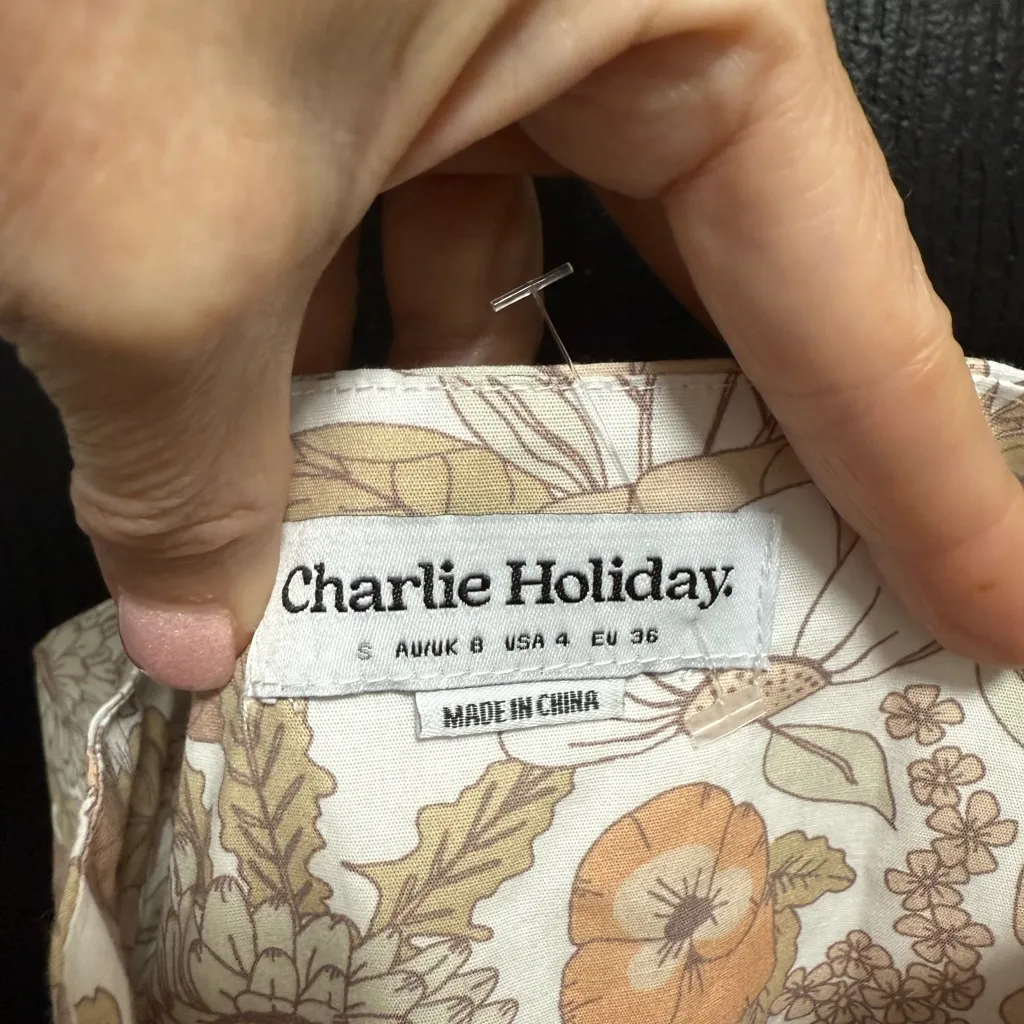 Charlie Holiday.
S AU/UK 8 USA 4 EU 36
MADE IN CHINA